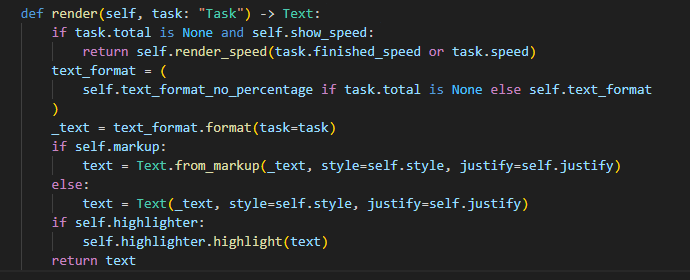 def render(self, task: "Task") -> Text:
    if task.total is None and self.show_speed:
        return self.render_speed(task.finished_speed or task.speed)
    text_format = (
        self.text_format_no_percentage if task.total is None else self.text_format
    )
    _text = text_format.format(task=task)
    if self.markup:
        text = Text.from_markup(_text, style=self.style, justify=self.justify)
    else:
        text = Text(_text, style=self.style, justify=self.justify)
    if self.highlighter:
        self.highlighter.highlight(text)
    return text